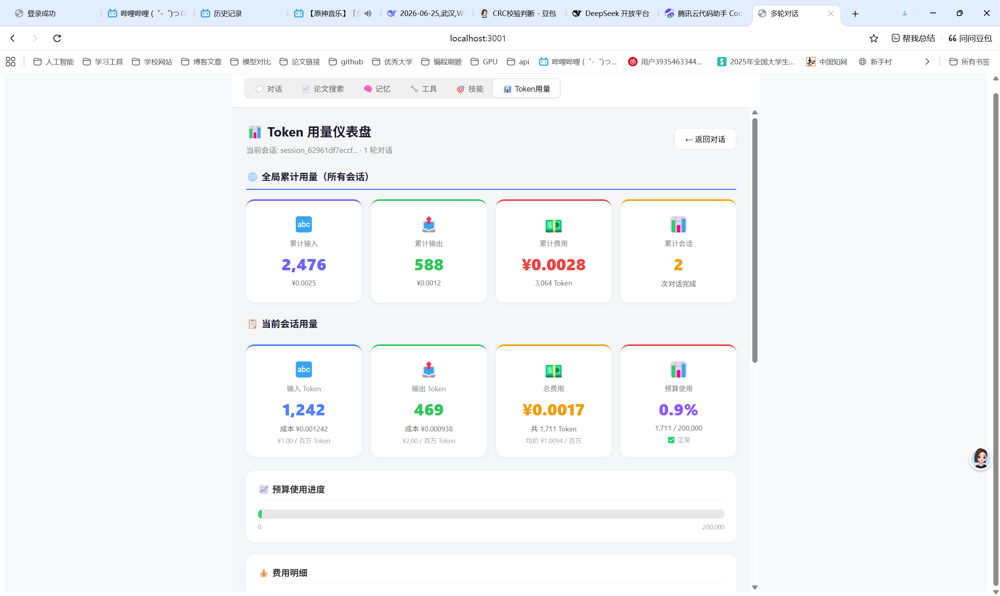 登录成功
哔哩哔哩 ( ゜- ゜)つロ
历史记录
【原神音乐】「少
2026-06-25,武汉,W
CRC校验判断 - 豆包
DeepSeek 开放平台
腾讯云代码助手 Cod
多轮对话
localhost:3001
帮我总结
问问豆包
人工智能
学习工具
学校网站
博客文章
模型对比
论文链接
github
优秀大学
编程刷题
GPU
api
哔哩哔哩 ( ゜- ゜)つ...
用户3935463344...
2025年全国大学生...
中国知网
新手村
所有书签
对话
论文搜索
记忆
工具
技能
Token用量
Token 用量仪表盘
← 返回对话
当前会话: session_62961df7eccf... · 1 轮对话
全局累计用量（所有会话）
abc
累计输入
2,476
¥0.0025
累计输出
588
¥0.0012
累计费用
¥0.0028
3,064 Token
累计会话
2
次对话完成
当前会话用量
abc
输入 Token
1,242
成本 ¥0.001242
¥1.00 / 百万 Token
输出 Token
469
成本 ¥0.000938
¥2.00 / 百万 Token
总费用
¥0.0017
共 1,711 Token
均价 ¥1.0094 / 百万
预算使用
0.9%
1,711 / 200,000
正常
预算使用进度
0
200,000
费用明细